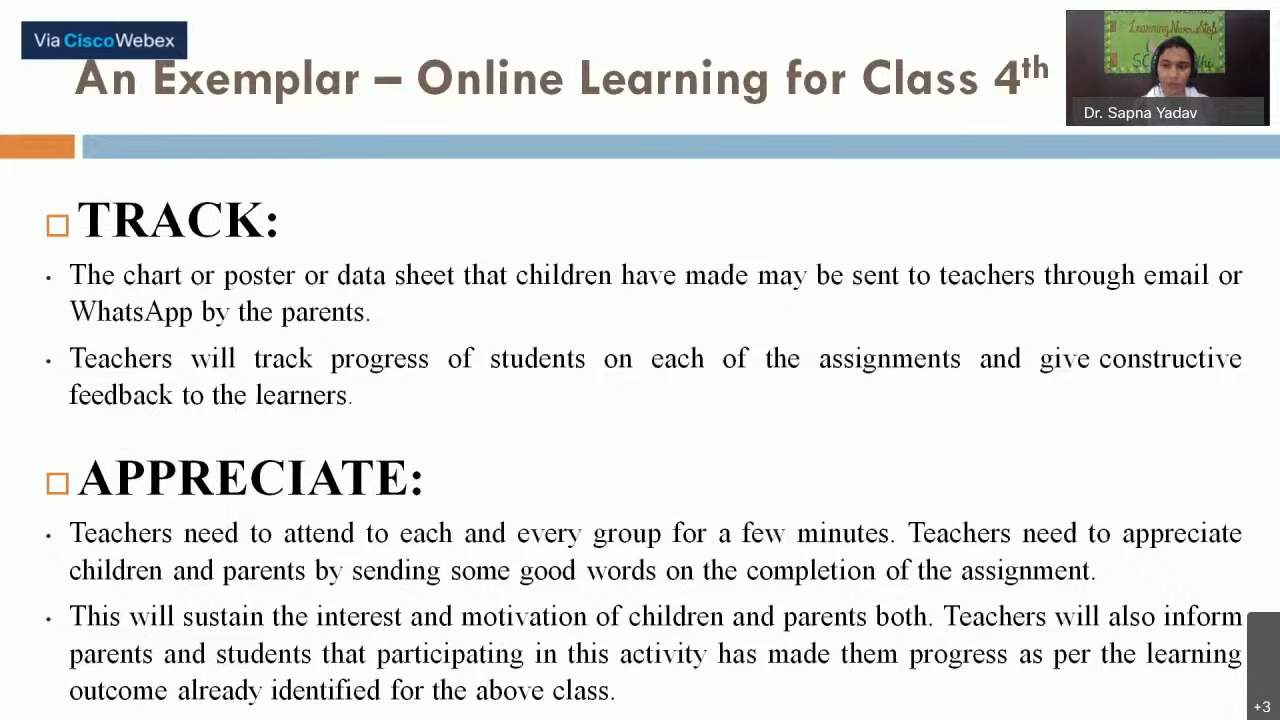 Via CiscoWebex
An Exemplar – Online Learning for Class 4th
Learning Never Stop
Dr. Sapna Yadav
TRACK:
• The chart or poster or data sheet that children have made may be sent to teachers through email or
WhatsApp by the parents.
• Teachers will track progress of students on each of the assignments and give constructive
feedback to the learners.
APPRECIATE:
• Teachers need to attend to each and every group for a few minutes. Teachers need to appreciate
children and parents by sending some good words on the completion of the assignment.
• This will sustain the interest and motivation of children and parents both. Teachers will also inform
parents and students that participating in this activity has made them progress as per the learning
outcome already identified for the above class.
+3